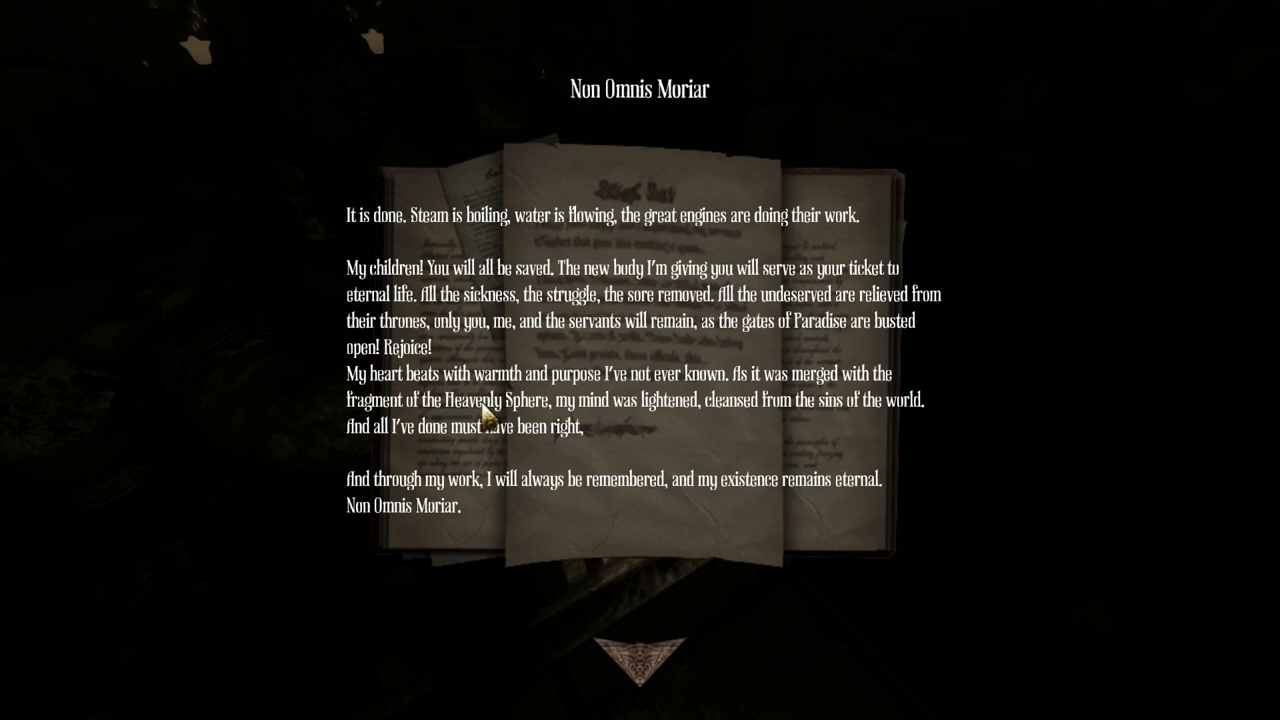 Non Omnis Moriar
It is done. Steam is boiling, water is flowing, the great engines are doing their work.
My children! You will all be saved. The new body I've giving you will serve as your ticket to
eternal life. All the sickness, the struggle, the sore removed. All the undeserved are relieved from
their thrones, only you, me, and the servants will remain, as the gates of Paradise are busted
open! Rejoice!
My heart beats with warmth and purpose I've not ever known. As it was merged with the
fragment of the Heavenly Sphere, my mind was lightened, cleansed from the sins of the world.
And all I've done must have been right,
And through my work, I will always be remembered, and my existence remains eternal.
Non Omnis Moriar.